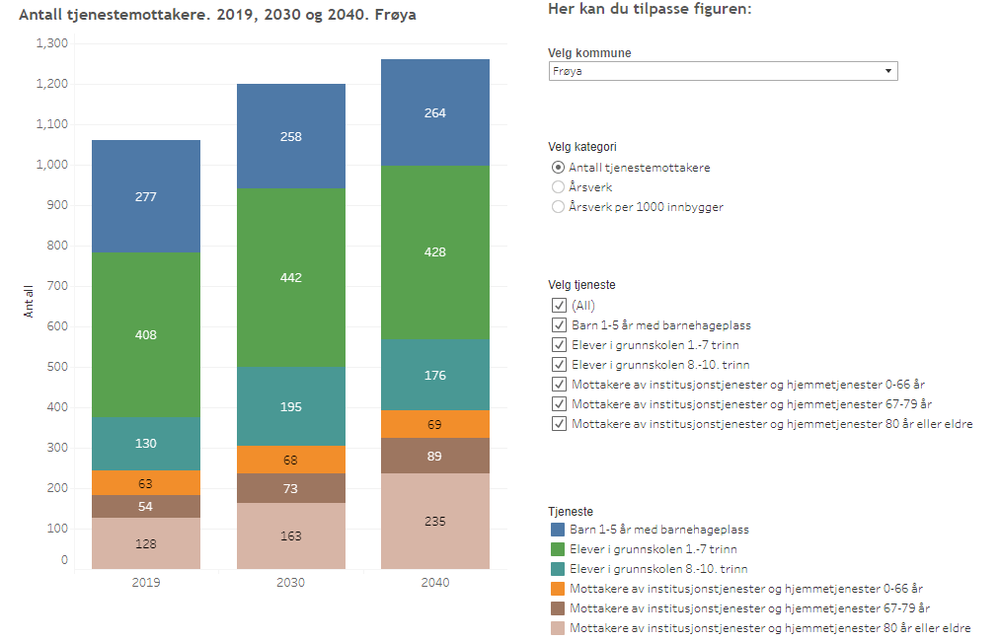 Antall tjenestemottakere. 2019, 2030 og 2040. Frøya
1,300
1,200
1,100
1,000
900
800
700
600
500
400
300
200
100
0
Antall
277
408
130
63
54
128
258
442
195
68
73
163
264
428
176
69
89
235
2019
2030
2040
Her kan du tilpasse figuren:
Velg kommune
Frøya
Velg kategori
Antall tjenestemottakere
Årsverk
Årsverk per 1000 innbygger
Velg tjeneste
(All)
Barn 1-5 år med barnehageplass
Elever i grunnskolen 1.-7 trinn
Elever i grunnskolen 8.-10. trinn
Mottakere av institusjonstjenester og hjemmetjenester 0-66 år
Mottakere av institusjonstjenester og hjemmetjenester 67-79 år
Mottakere av institusjonstjenester og hjemmetjenester 80 år eller eldre
Tjeneste
Barn 1-5 år med barnehageplass
Elever i grunnskolen 1.-7 trinn
Elever i grunnskolen 8.-10. trinn
Mottakere av institusjonstjenester og hjemmetjenester 0-66 år
Mottakere av institusjonstjenester og hjemmetjenester 67-79 år
Mottakere av institusjonstjenester og hjemmetjenester 80 år eller eldre